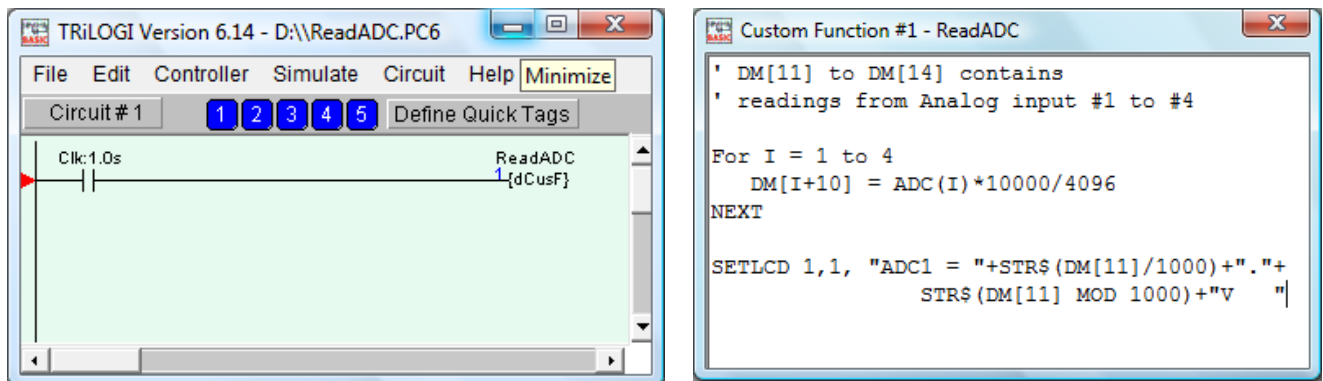 TRiLOGI Version 6.14 - D:\\ReadADC.PC6
File Edit Controller Simulate Circuit Help Minimize
Circuit # 1 1 2 3 4 5 Define Quick Tags
Clk:1.0s ReadADC
1 {dCusF}
Custom Function #1 - ReadADC
' DM[11] to DM[14] contains
' readings from Analog input #1 to #4
For I = 1 to 4
DM[I+10] = ADC(I)*10000/4096
NEXT
SETLCD 1,1, "ADC1 = "+STR$(DM[11]/1000)+"."+
STR$(DM[11] MOD 1000)+"V   "